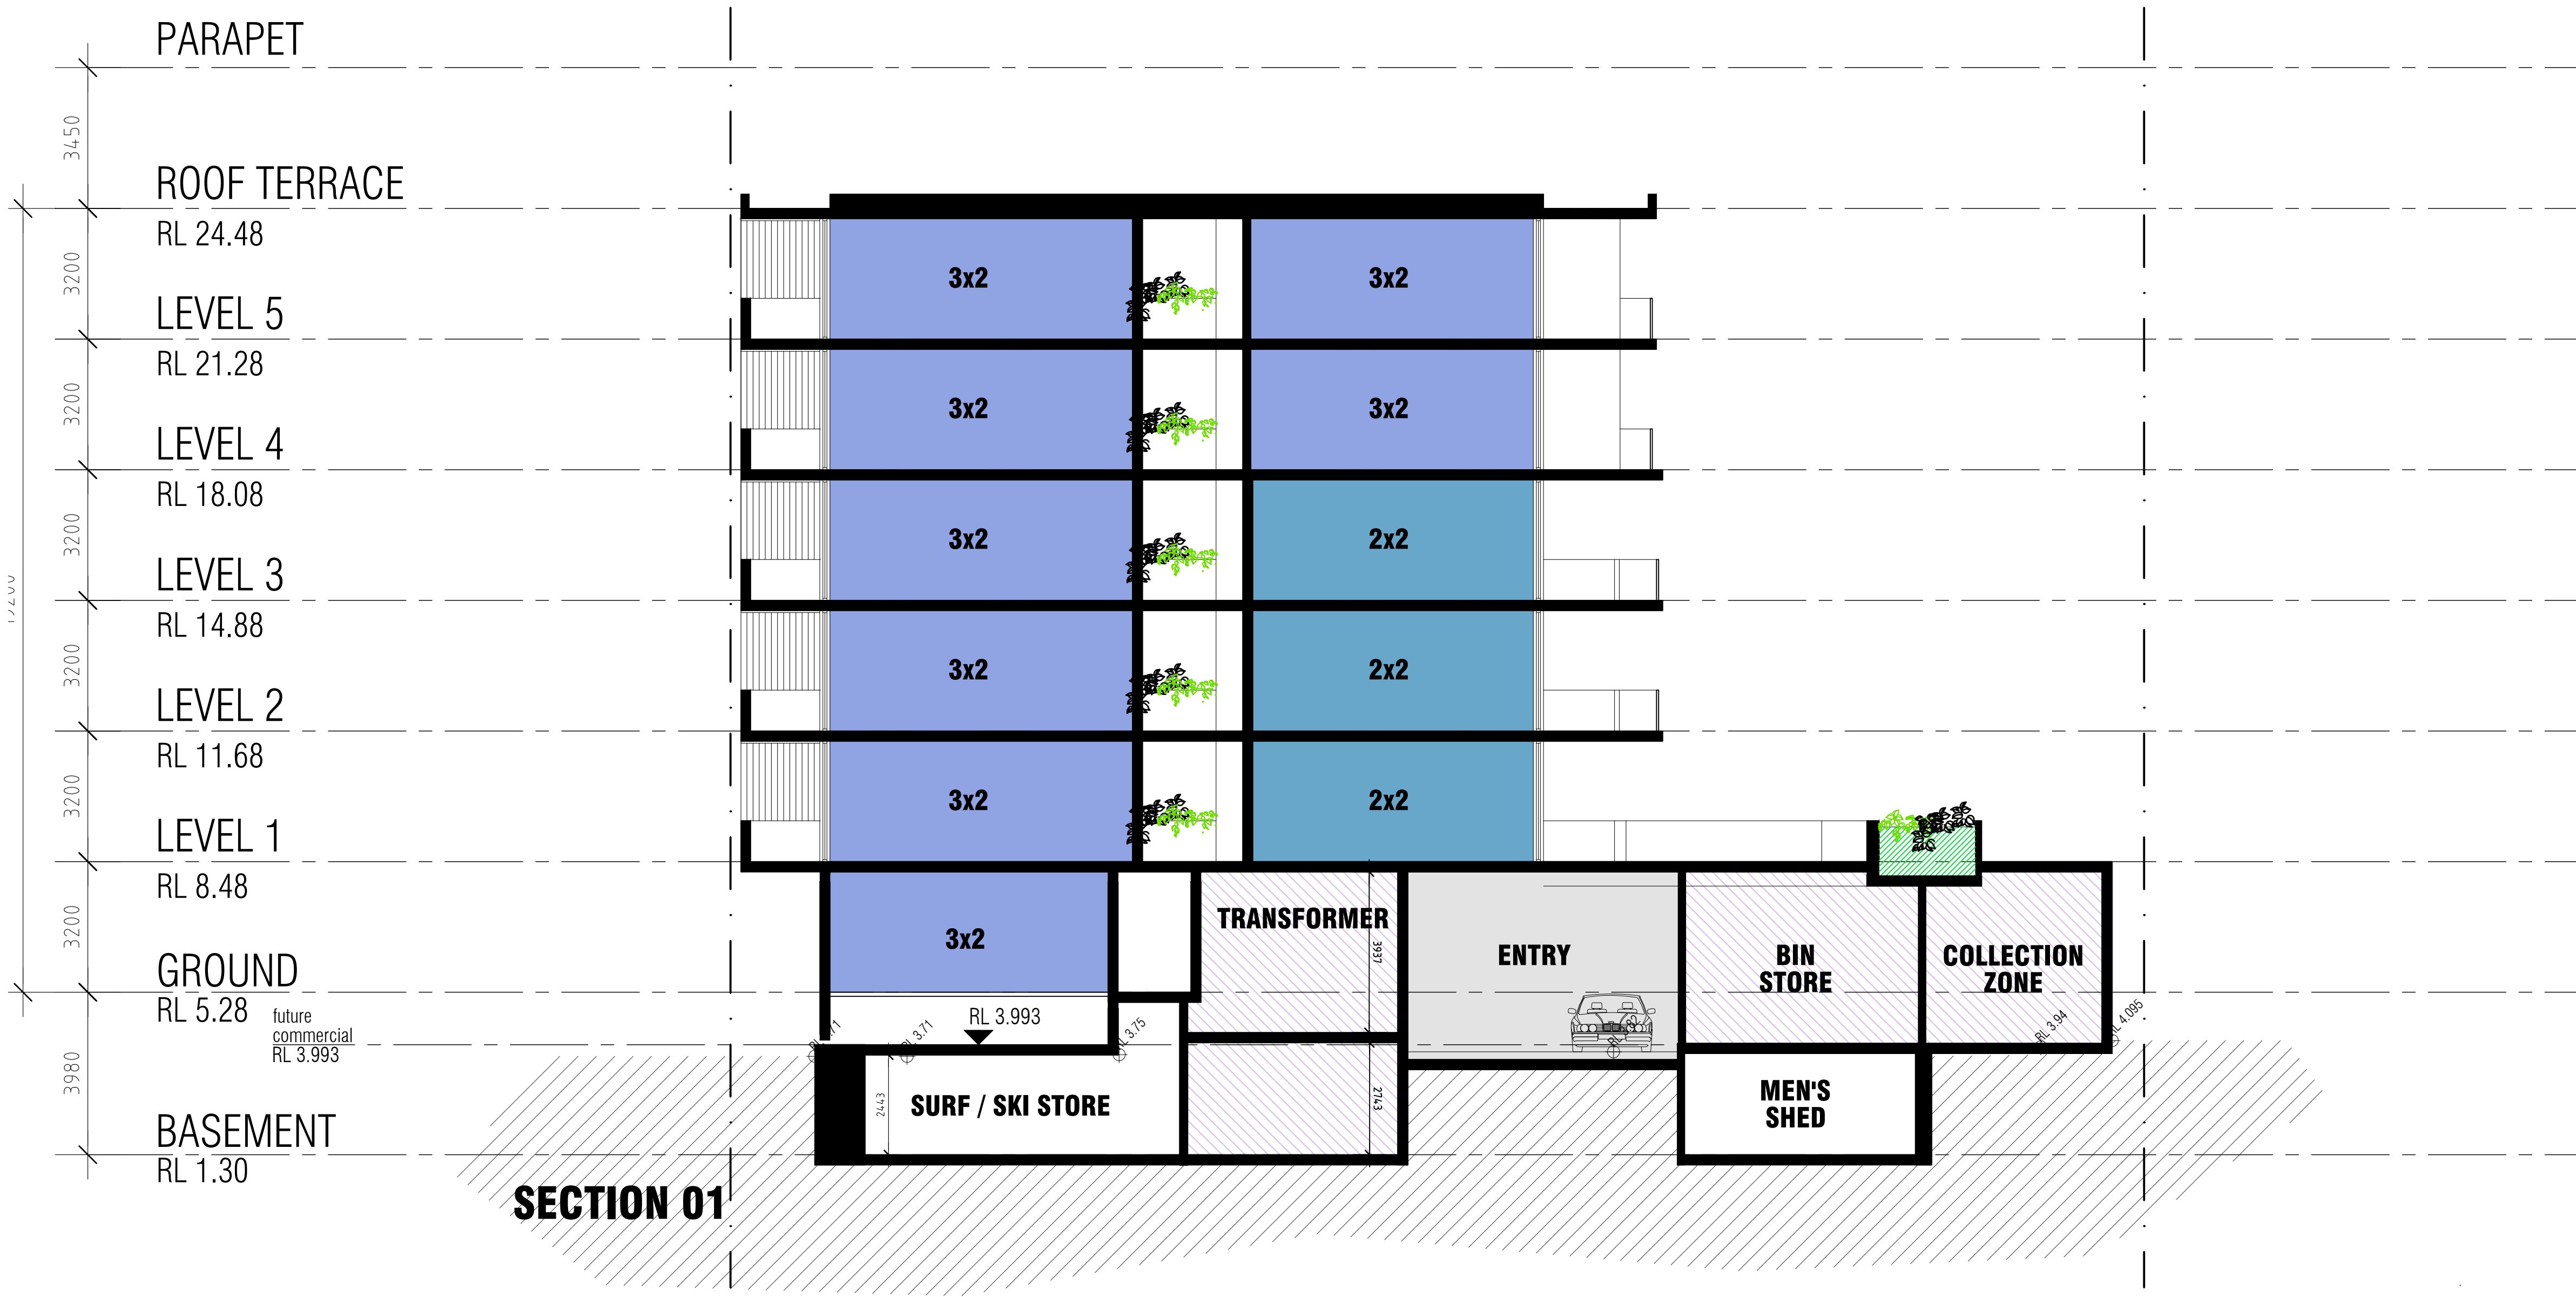 PARAPET
3450
ROOF TERRACE
RL 24.48
3200
3x2
3x2
LEVEL 5
RL 21.28
3200
3x2
3x2
LEVEL 4
RL 18.08
3200
3x2
2x2
LEVEL 3
RL 14.88
3200
3x2
2x2
LEVEL 2
RL 11.68
3200
3x2
2x2
LEVEL 1
RL 8.48
3200
3x2
TRANSFORMER
3937
ENTRY
BIN
STORE
COLLECTION
ZONE
GROUND
RL 5.28
future
commercial
RL 3.993
RL 3.993
RL 3.71
RL 3.75
RL 3.94
RL 4.095
3980
2443
SURF / SKI STORE
2743
MEN'S
SHED
BASEMENT
RL 1.30
SECTION 01